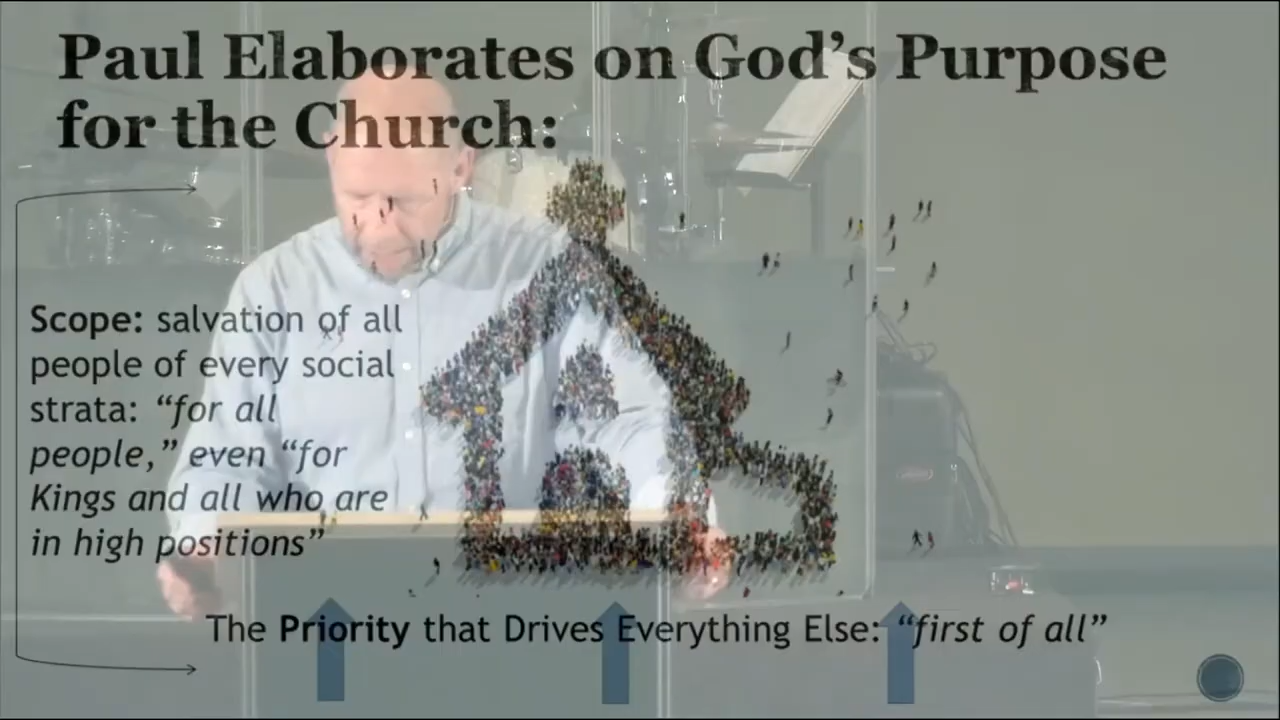 Paul Elaborates on God’s Purpose
for the Church:
Scope: salvation of all
people of every social
strata: “for all
people,” even “for
Kings and all who are
in high positions”
The Priority that Drives Everything Else: “first of all”